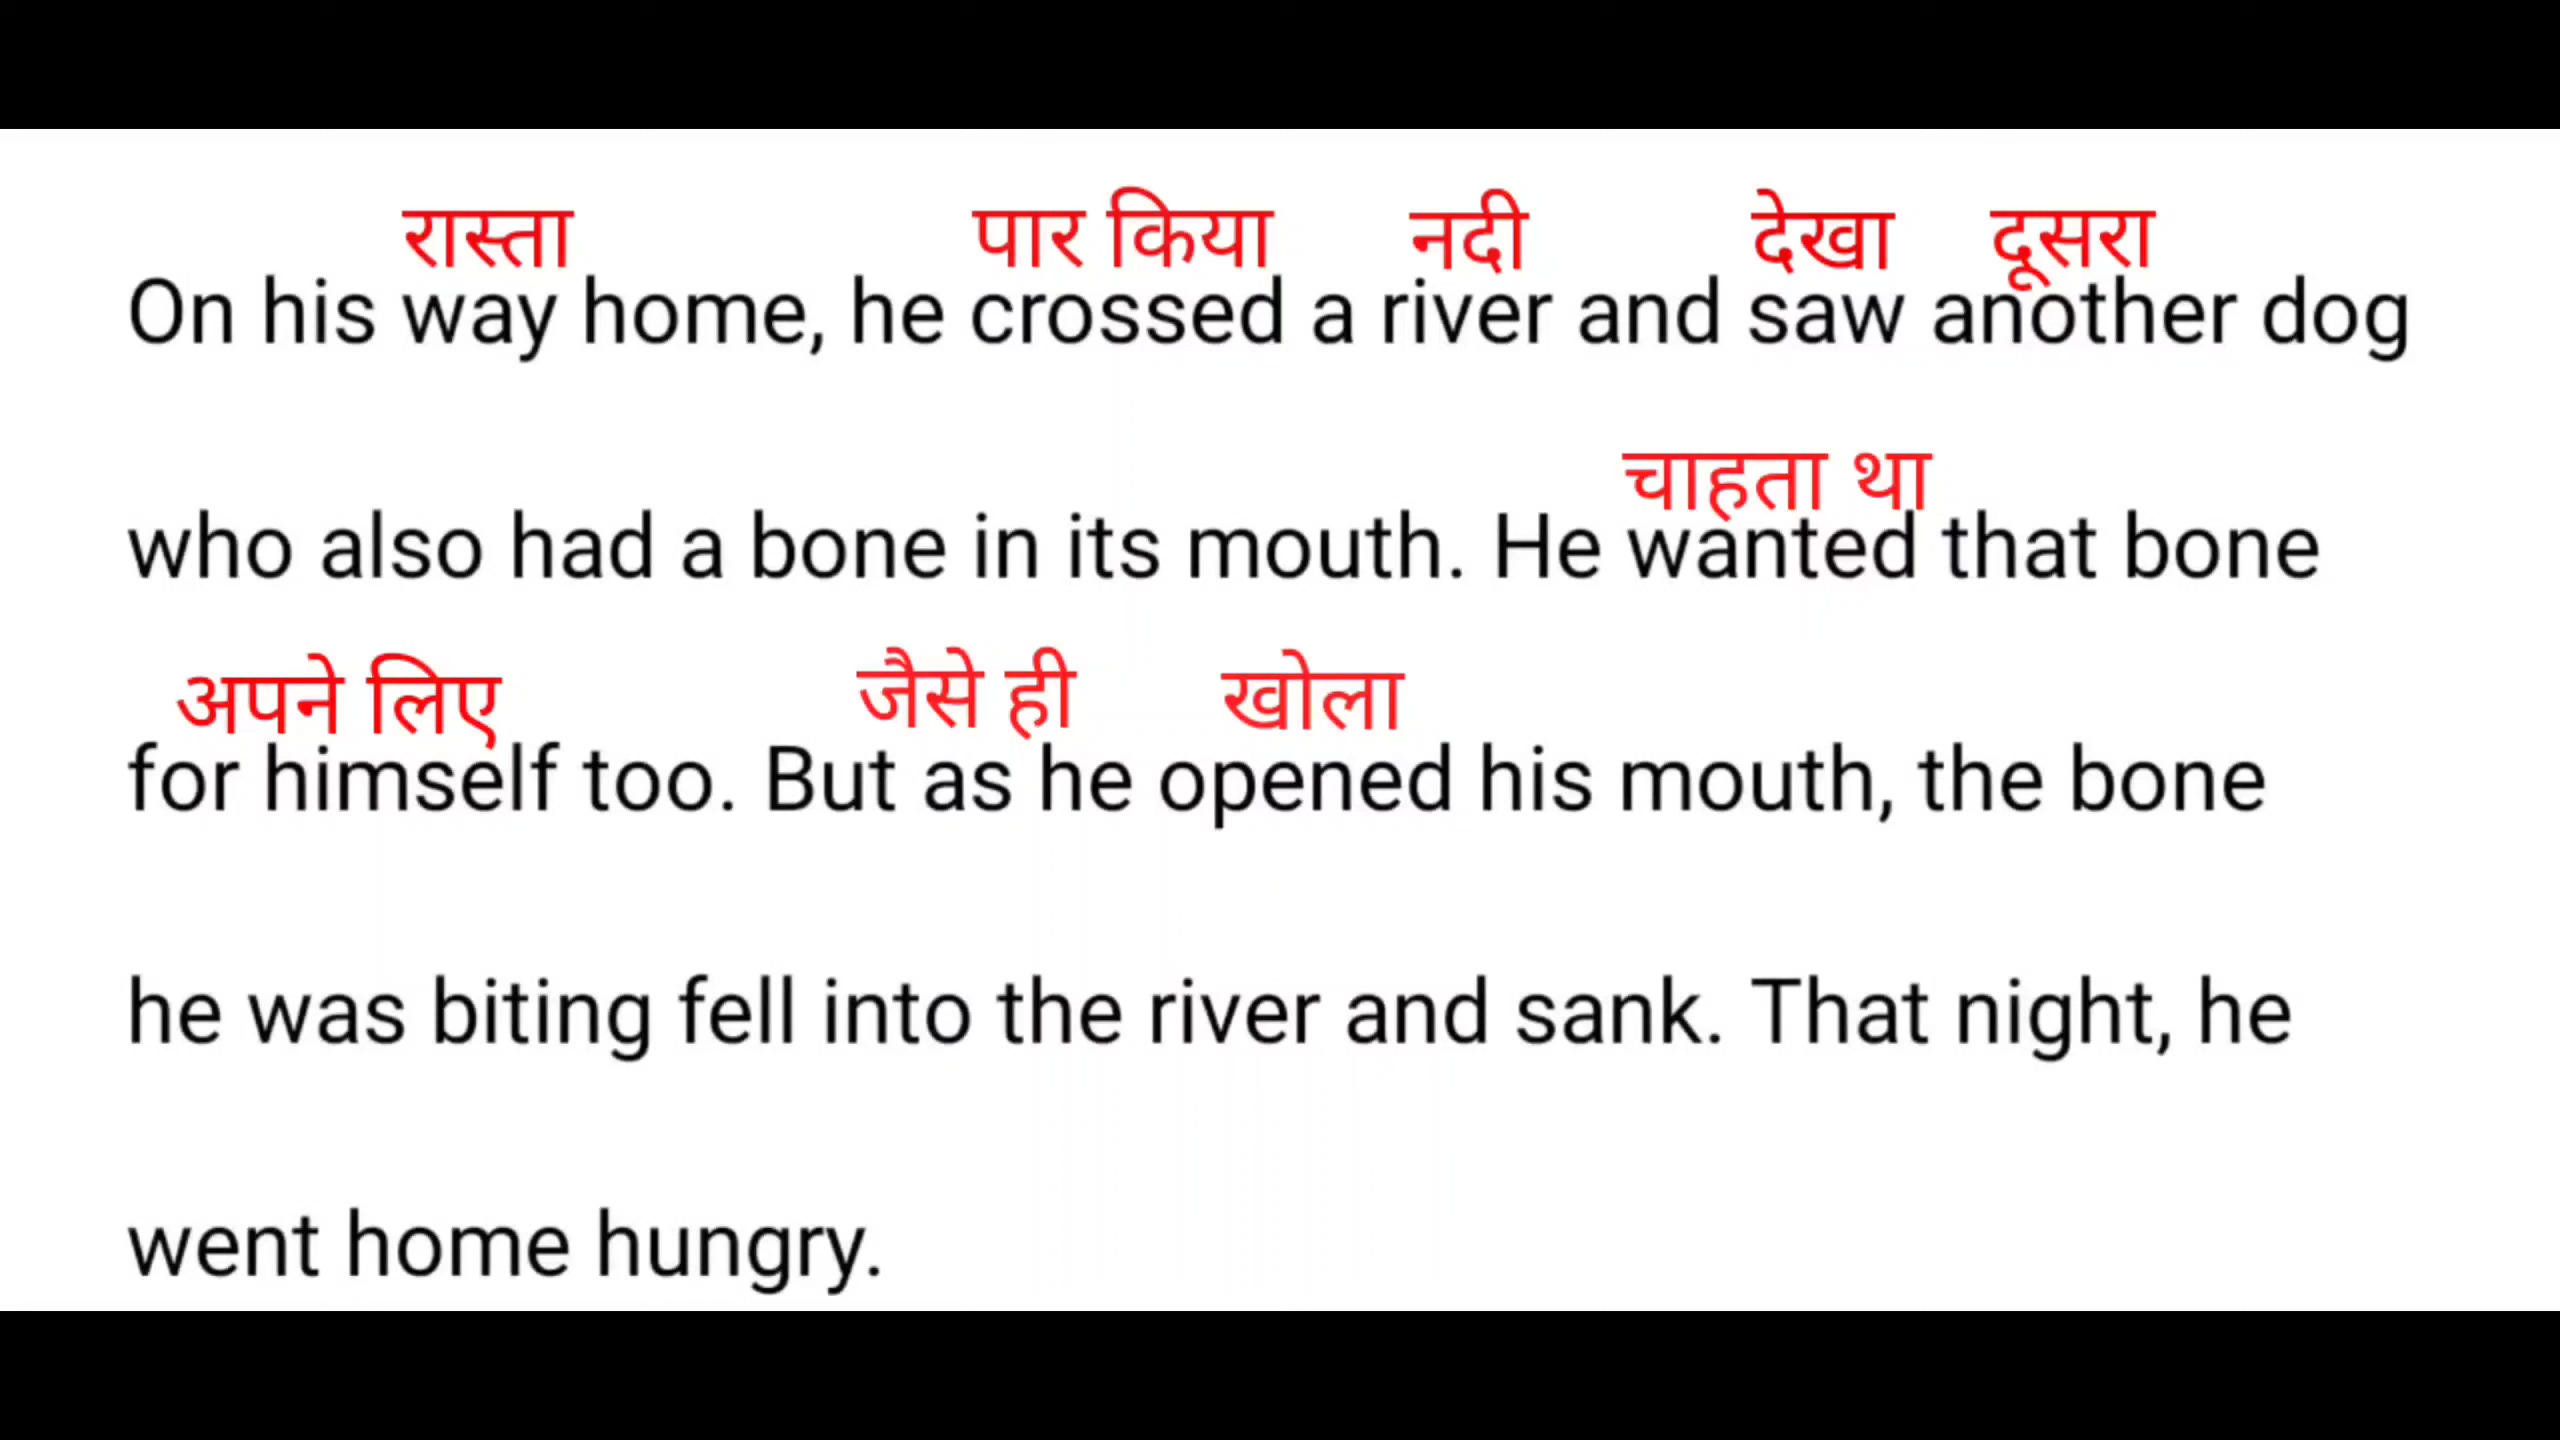 रास्ता पार किया नदी देखा दूसरा
On his way home, he crossed a river and saw another dog
चाहता था
who also had a bone in its mouth. He wanted that bone
अपने लिए जैसे ही खोला
for himself too. But as he opened his mouth, the bone
he was biting fell into the river and sank. That night, he
went home hungry.